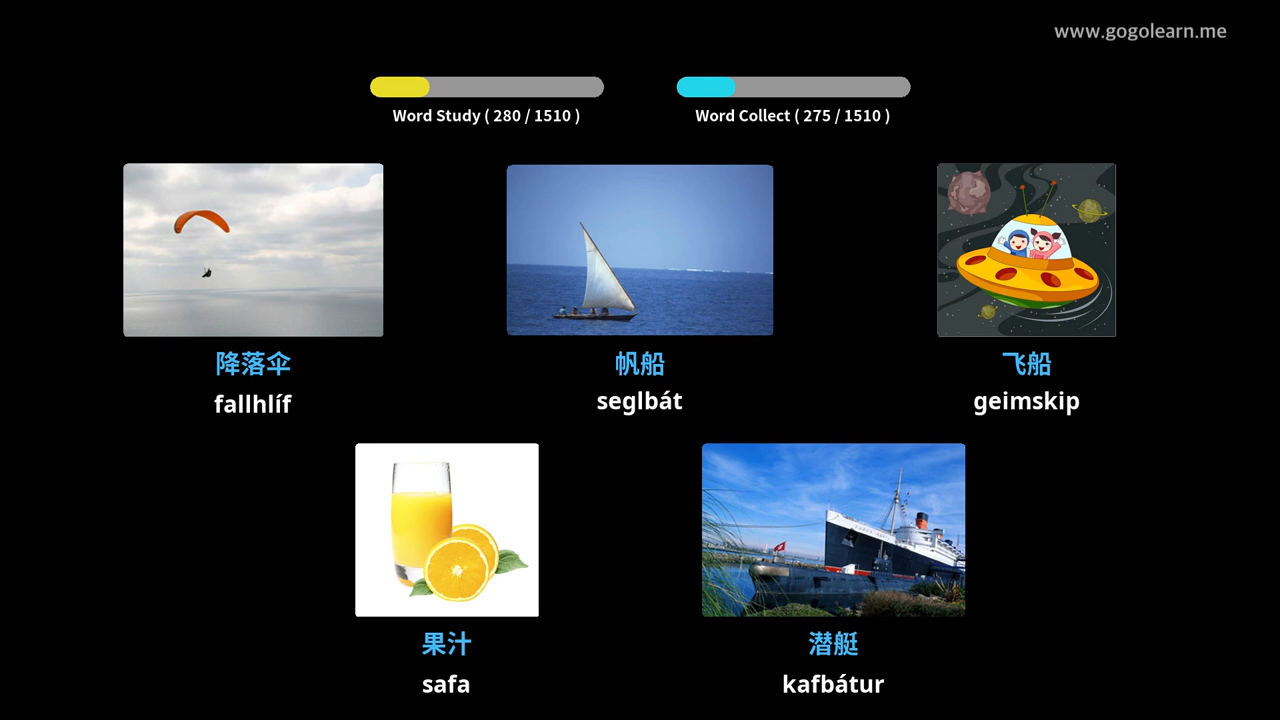 www.gogolearn.me
Word Study ( 280 / 1510 )
Word Collect ( 275 / 1510 )
降落伞
帆船
飞船
fallhlíf
seglbát
geimskip
果汁
潜艇
safa
kafbátur